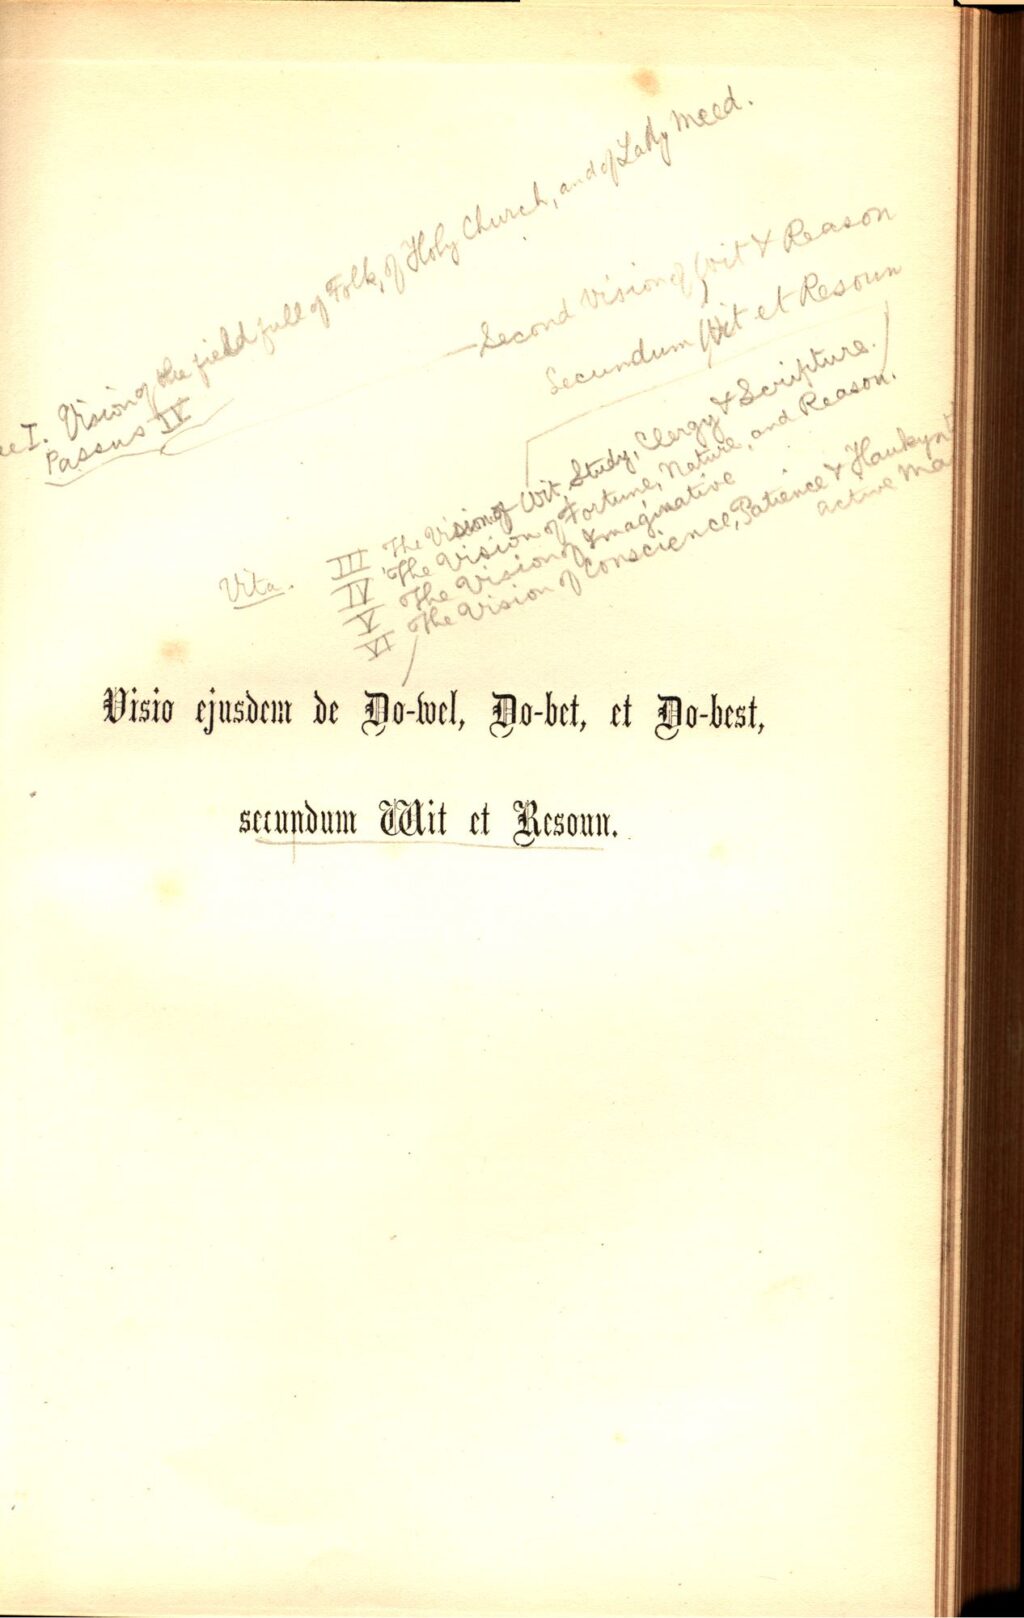 I. Vision of the field full of Folk, of Holy Church, and of Lady Meed.
Passus IV
Second Vision of Wit & Reason
Secundum Wit et Resoun
III The Vision of Wit, Study, Clergy & Scripture.
IV The Vision of Fortune, Nature, and Reason.
Vita.
V The Vision of Imaginative
VI The Vision of Conscience, Patience & Haukyn
active Ma
Visio ejusdem de Do-wel, Do-bet, et Do-best,
secundum Wit et Resoun.